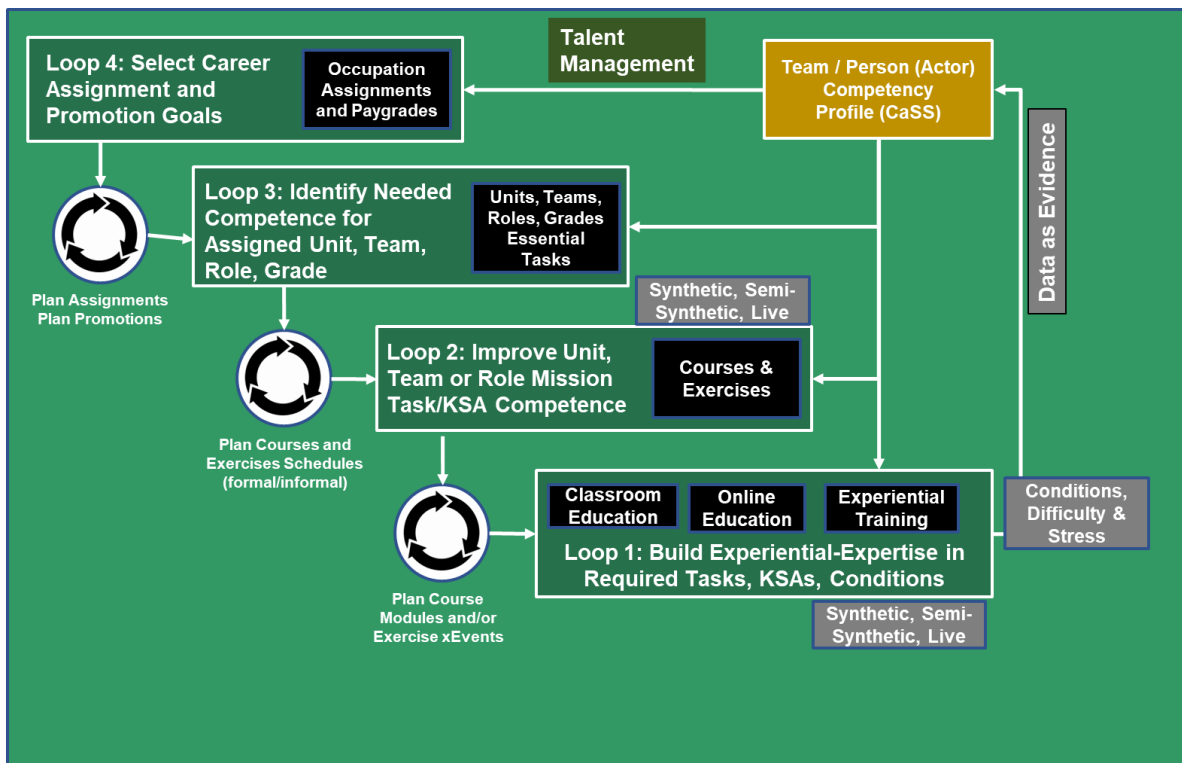 Talent
Management
Team / Person (Actor)
Competency
Profile (CaSS)
Loop 4: Select Career
Assignment and
Promotion Goals
Occupation
Assignments
and Paygrades
Data as Evidence
Loop 3: Identify Needed
Competence for
Assigned Unit, Team,
Role, Grade
Units, Teams,
Roles, Grades
Essential
Tasks
Plan Assignments
Plan Promotions
Synthetic, Semi-
Synthetic, Live
Loop 2: Improve Unit,
Team or Role Mission
Task/KSA Competence
Courses &
Exercises
Plan Courses and
Exercises Schedules
(formal/informal)
Classroom
Education
Online
Education
Experiential
Training
Loop 1: Build Experiential-Expertise in
Required Tasks, KSAs, Conditions
Conditions,
Difficulty &
Stress
Plan Course
Modules and/or
Exercise xEvents
Synthetic, Semi-
Synthetic, Live